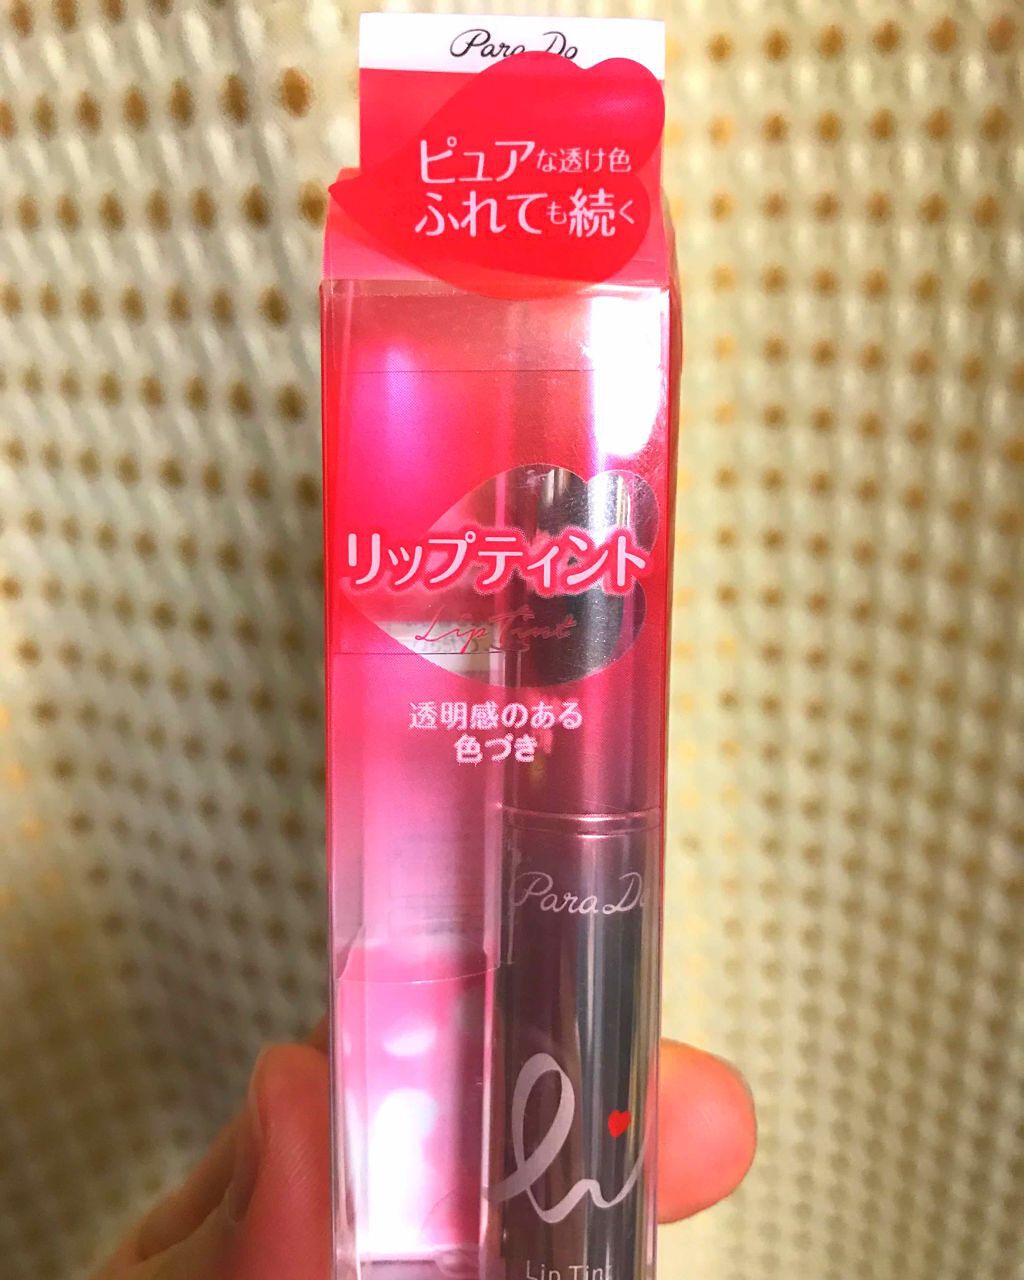 Para Do
ピュアな透け色
ふれても続く
リップティント
Lip Tint
透明感のある
色づき
Para Do
Lip Tint